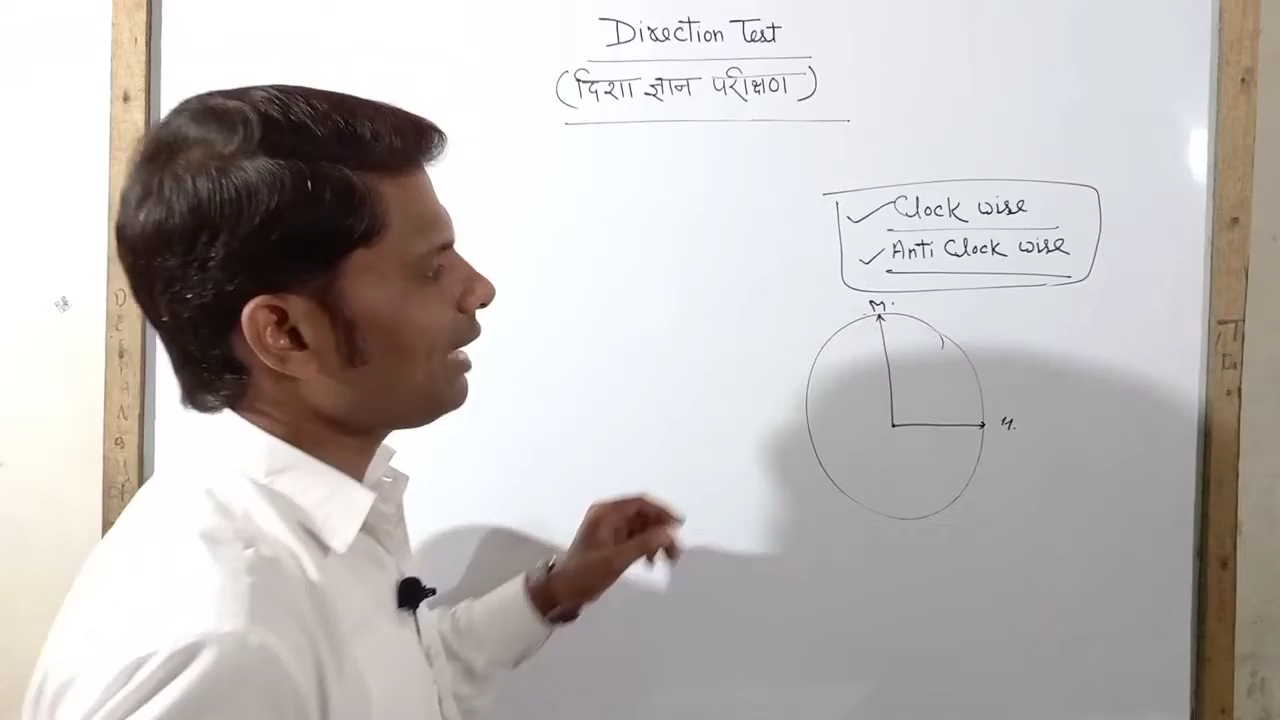 Direction Test
(दिशा ज्ञान परीक्षण)
Clock wise
Anti Clock wise
M.
H.